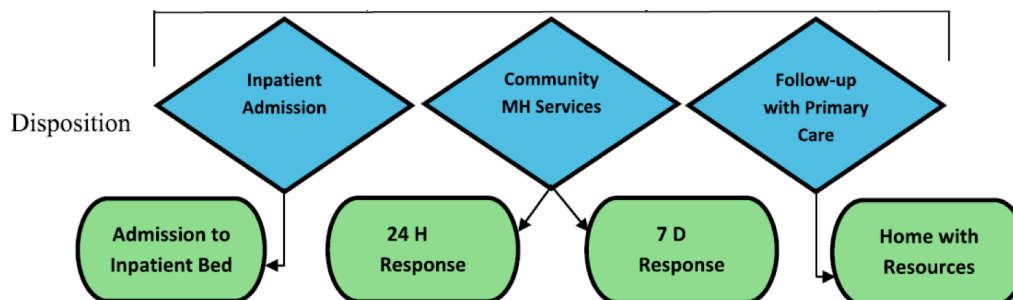 Inpatient
Admission
Community
MH Services
Follow-up
with Primary
Care
Disposition
Admission to
Inpatient Bed
24 H
Response
7 D
Response
Home with
Resources